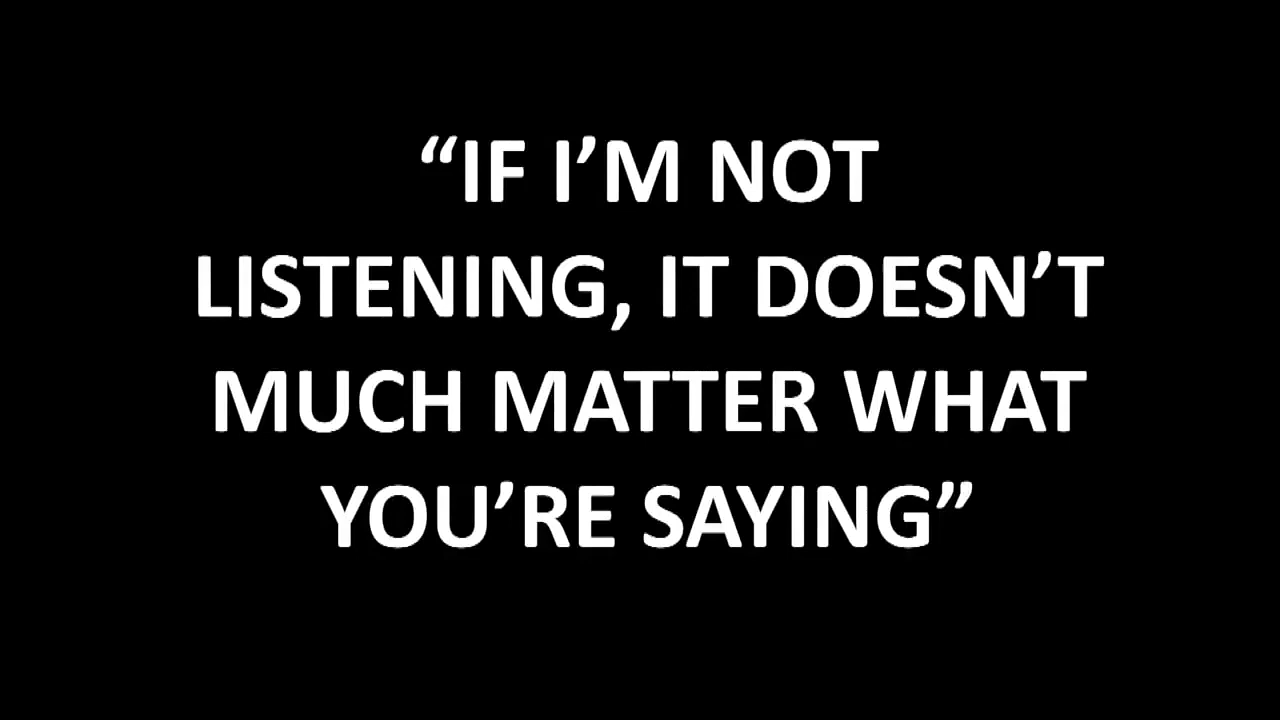 “IF I’M NOT
LISTENING, IT DOESN’T
MUCH MATTER WHAT
YOU’RE SAYING”